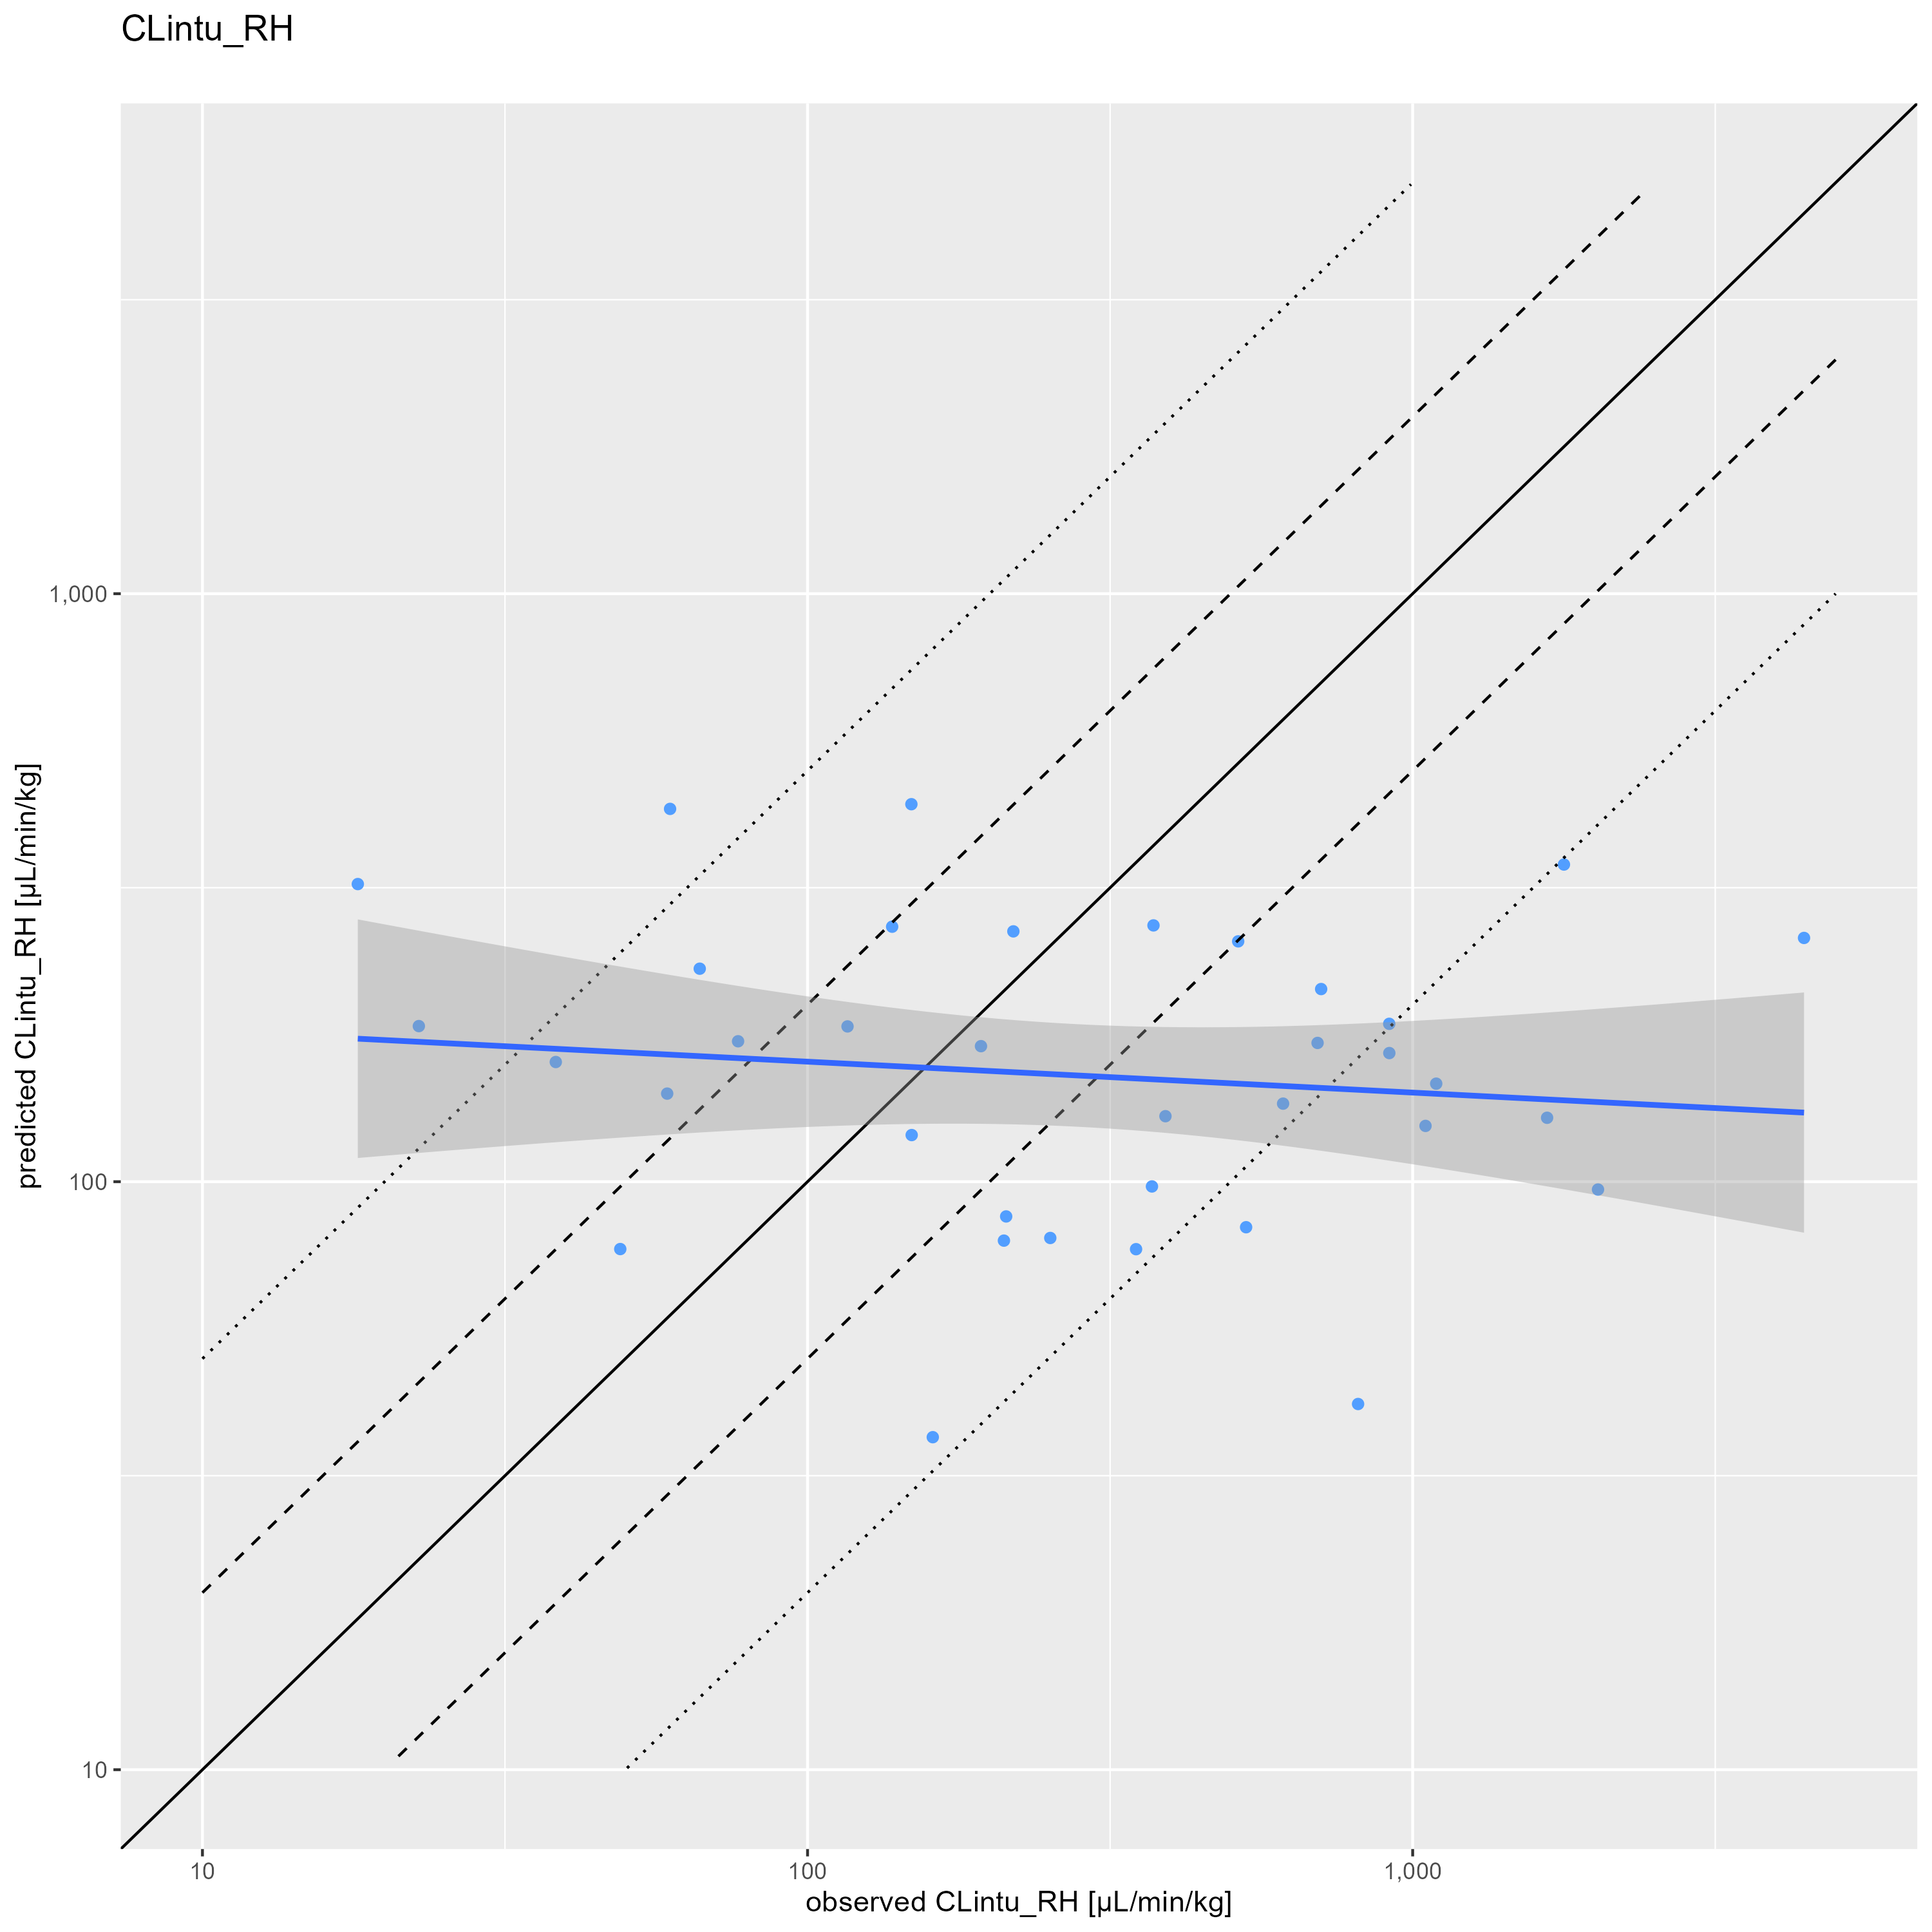 CLintu_RH
predicted CLintu_RH [µL/min/kg]
1,000
100
10
10
100
1,000
observed CLintu_RH [µL/min/kg]